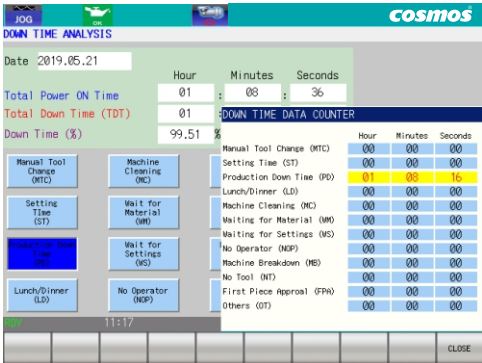 JOG
OK
cosmos
DOWN TIME ANALYSIS
Date 2019.05.21
Hour Minutes Seconds
Total Power ON Time 01 : 08 : 36
Total Down Time (TDT) 01 :
Down Time (%) 99.51 %
DOWN TIME DATA COUNTER
Hour Minutes Seconds
Manual Tool Change (MTC) 00 00 00
Setting Time (ST) 00 00 00
Production Down Time (PD) 01 08 16
Lunch/Dinner (LD) 00 00 00
Machine Cleaning (MC) 00 00 00
Waiting for Material (WM) 00 00 00
Waiting for Settings (WS) 00 00 00
No Operator (NOP) 00 00 00
Machine Breakdown (MB) 00 00 00
No Tool (NT) 00 00 00
First Piece Approal (FPA) 00 00 00
Others (OT) 00 00 00
Manual Tool
Change
(MTC)
Machine
Cleaning
(MC)
Setting
TIme
(ST)
Wait for
Material
(WM)
Production Down
Time
(PD)
Wait for
Settings
(WS)
Lunch/Dinner
(LD)
No Operator
(NOP)
RDY 11:17
CLOSE